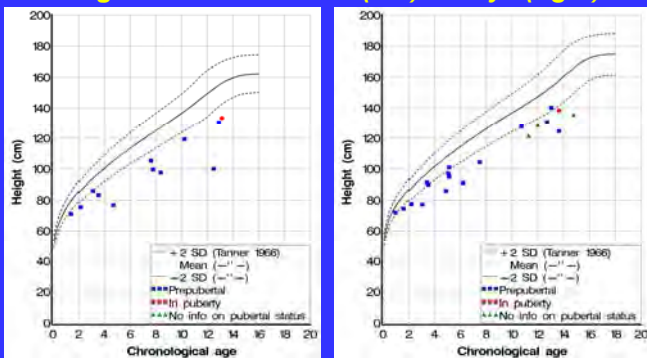 200
180
160
140
120
100
80
60
40
20
0
Height (cm)
+2 SD (Tanner 1966)
Mean (—"—)
−2 SD (—"—)
Prepubertal
In puberty
No info on pubertal status
0 2 4 6 8 10 12 14 16 18 20
Chronological age
200
180
160
140
120
100
80
60
40
20
0
Height (cm)
+2 SD (Tanner 1966)
Mean (—"—)
−2 SD (—"—)
Prepubertal
In puberty
No info on pubertal status
0 2 4 6 8 10 12 14 16 18 20
Chronological age